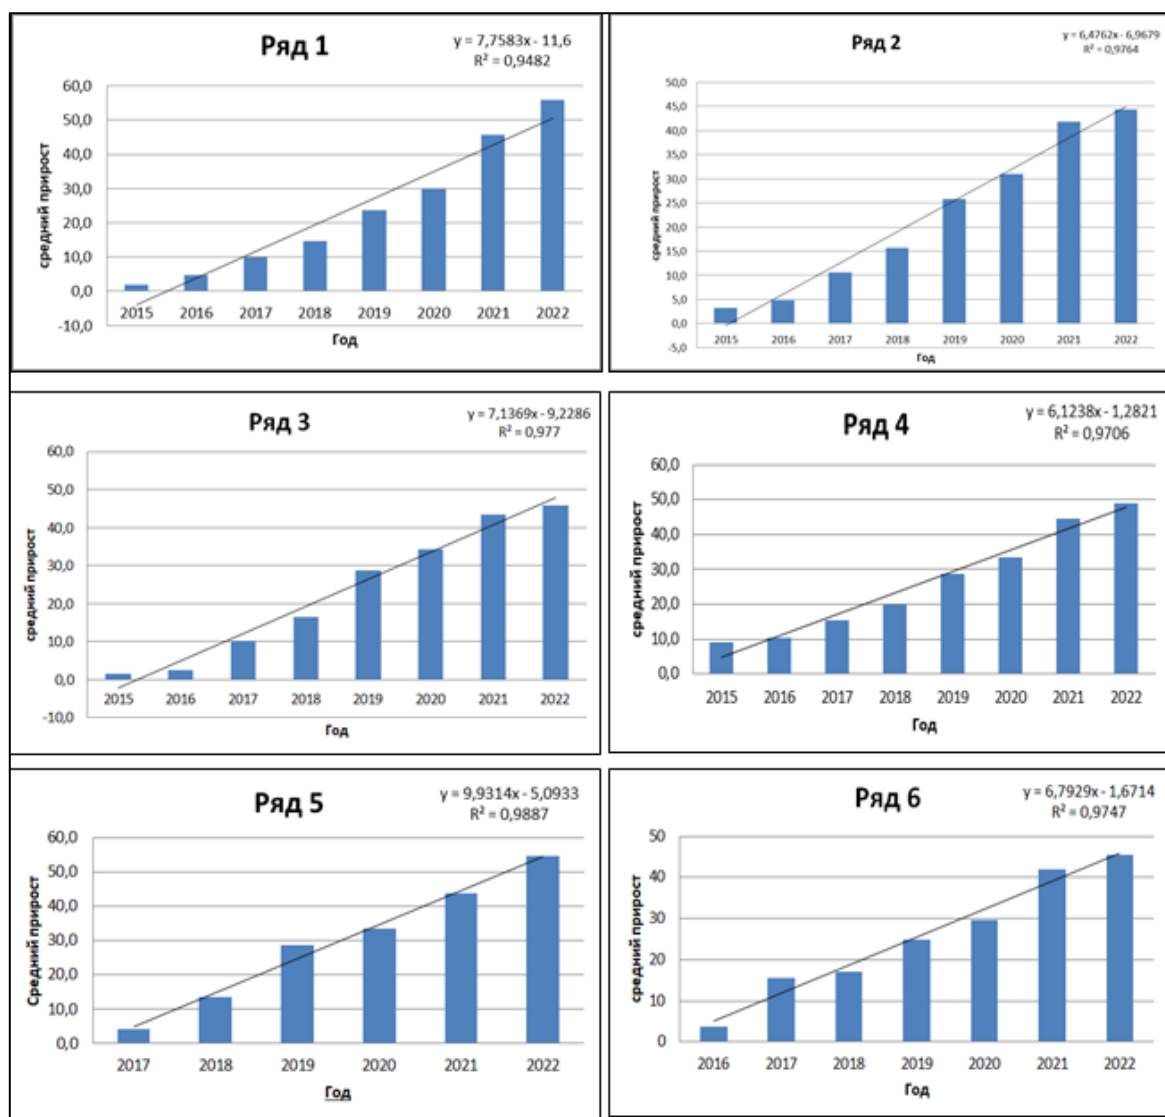 Ряд 1
y = 7,7583x - 11,6
R² = 0,9482
60,0
50,0
40,0
30,0
20,0
10,0
0,0
-10,0
средний прирост
2015 2016 2017 2018 2019 2020 2021 2022
Год
Ряд 2
y = 6,4762x - 6,9679
R² = 0,9764
50,0
45,0
40,0
35,0
30,0
25,0
20,0
15,0
10,0
5,0
0,0
-5,0
средний прирост
2015 2016 2017 2018 2019 2020 2021 2022
Год
Ряд 3
y = 7,1369x - 9,2286
R² = 0,977
60,0
50,0
40,0
30,0
20,0
10,0
0,0
-10,0
средний прирост
2015 2016 2017 2018 2019 2020 2021 2022
Год
Ряд 4
y = 6,1238x - 1,2821
R² = 0,9706
60,0
50,0
40,0
30,0
20,0
10,0
0,0
средний прирост
2015 2016 2017 2018 2019 2020 2021 2022
Год
Ряд 5
y = 9,9314x - 5,0933
R² = 0,9887
60,0
50,0
40,0
30,0
20,0
10,0
0,0
Средний прирост
2017 2018 2019 2020 2021 2022
Год
Ряд 6
y = 6,7929x - 1,6714
R² = 0,9747
50
40
30
20
10
0
средний прирост
2016 2017 2018 2019 2020 2021 2022
Год